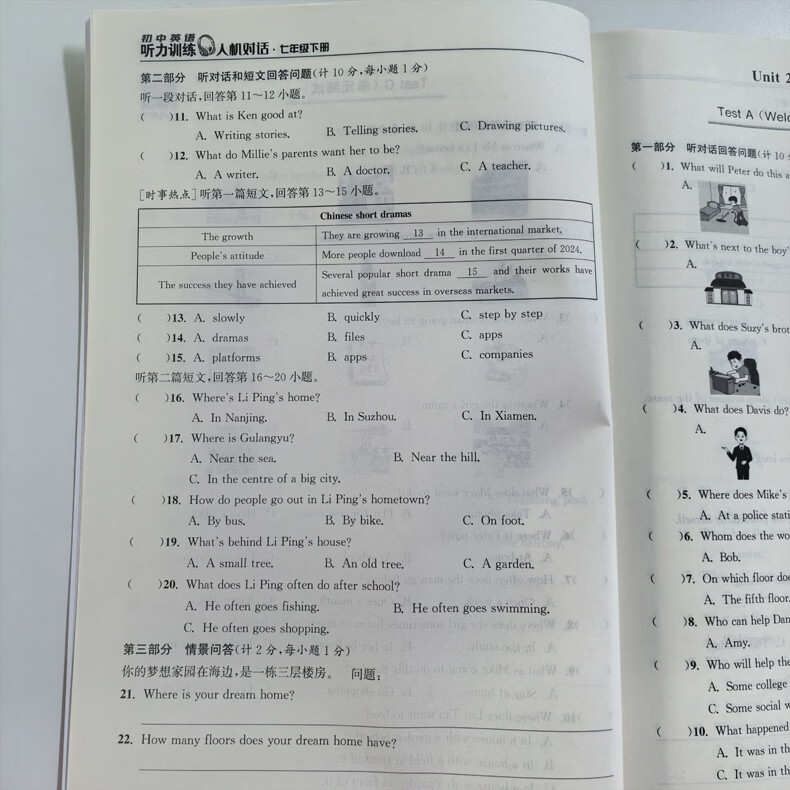 初中英语
听力训练 人机对话·七年级下册
第二部分 听对话和短文回答问题(计10分,每小题1分)
听一段对话,回答第11~12小题。
( )11. What is Ken good at?
A. Writing stories. B. Telling stories. C. Drawing pictures.
( )12. What do Millie's parents want her to be?
A. A writer. B. A doctor. C. A teacher.
[时事热点]听第一篇短文,回答第13~15小题。
Chinese short dramas
The growth They are growing 13 in the international market.
People's attitude More people download 14 in the first quarter of 2024.
The success they have achieved Several popular short drama 15 and their works have
achieved great success in overseas markets.
( )13. A. slowly B. quickly C. step by step
( )14. A. dramas B. files C. apps
( )15. A. platforms B. apps C. companies
听第二篇短文,回答第16~20小题。
( )16. Where's Li Ping's home?
A. In Nanjing. B. In Suzhou. C. In Xiamen.
( )17. Where is Gulangyu?
A. Near the sea. B. Near the hill.
C. In the centre of a big city.
( )18. How do people go out in Li Ping's hometown?
A. By bus. B. By bike. C. On foot.
( )19. What's behind Li Ping's house?
A. A small tree. B. An old tree. C. A garden.
( )20. What does Li Ping often do after school?
A. He often goes fishing. B. He often goes swimming.
C. He often goes shopping.
第三部分 情景问答(计2分,每小题1分)
你的梦想家园在海边,是一栋三层楼房。 问题:
21. Where is your dream home?
22. How many floors does your dream home have?
Unit 2
Test A (Welc
第一部分 听对话回答问题(计10
( )1. What will Peter do this a
A.
( )2. What's next to the boy'
A.
( )3. What does Suzy's brot
A.
( )4. What does Davis do?
A.
( )5. Where does Mike's
A. At a police stati
( )6. Whom does the wo
A. Bob.
( )7. On which floor doe
A. The fifth floor.
( )8. Who can help Dan
A. Amy.
( )9. Who will help the
A. Some college
C. Some social w
( )10. What happened
A. It was in th
C. It was in th